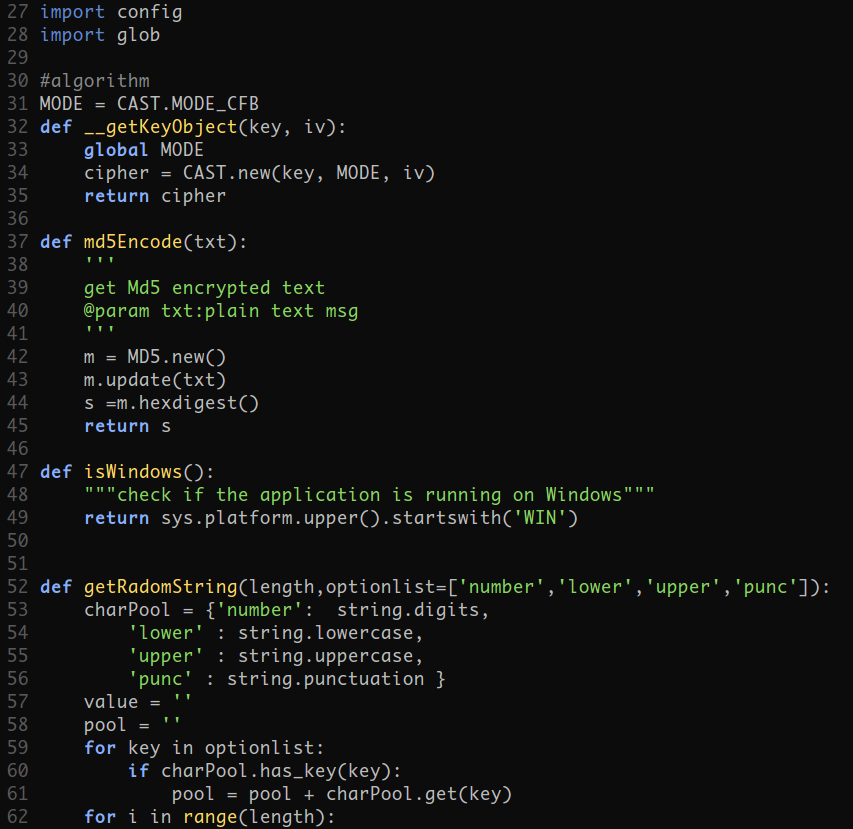 27 import config
28 import glob
29
30 #algorithm
31 MODE = CAST.MODE_CFB
32 def __getKeyObject(key, iv):
33     global MODE
34     cipher = CAST.new(key, MODE, iv)
35     return cipher
36
37 def md5Encode(txt):
38     '''
39     get Md5 encrypted text
40     @param txt:plain text msg
41     '''
42     m = MD5.new()
43     m.update(txt)
44     s =m.hexdigest()
45     return s
46
47 def isWindows():
48     """check if the application is running on Windows"""
49     return sys.platform.upper().startswith('WIN')
50
51
52 def getRadomString(length,optionlist=['number','lower','upper','punc']):
53     charPool = {'number':  string.digits,
54         'lower' : string.lowercase,
55         'upper' : string.uppercase,
56         'punc' : string.punctuation }
57     value = ''
58     pool = ''
59     for key in optionlist:
60         if charPool.has_key(key):
61             pool = pool + charPool.get(key)
62     for i in range(length):